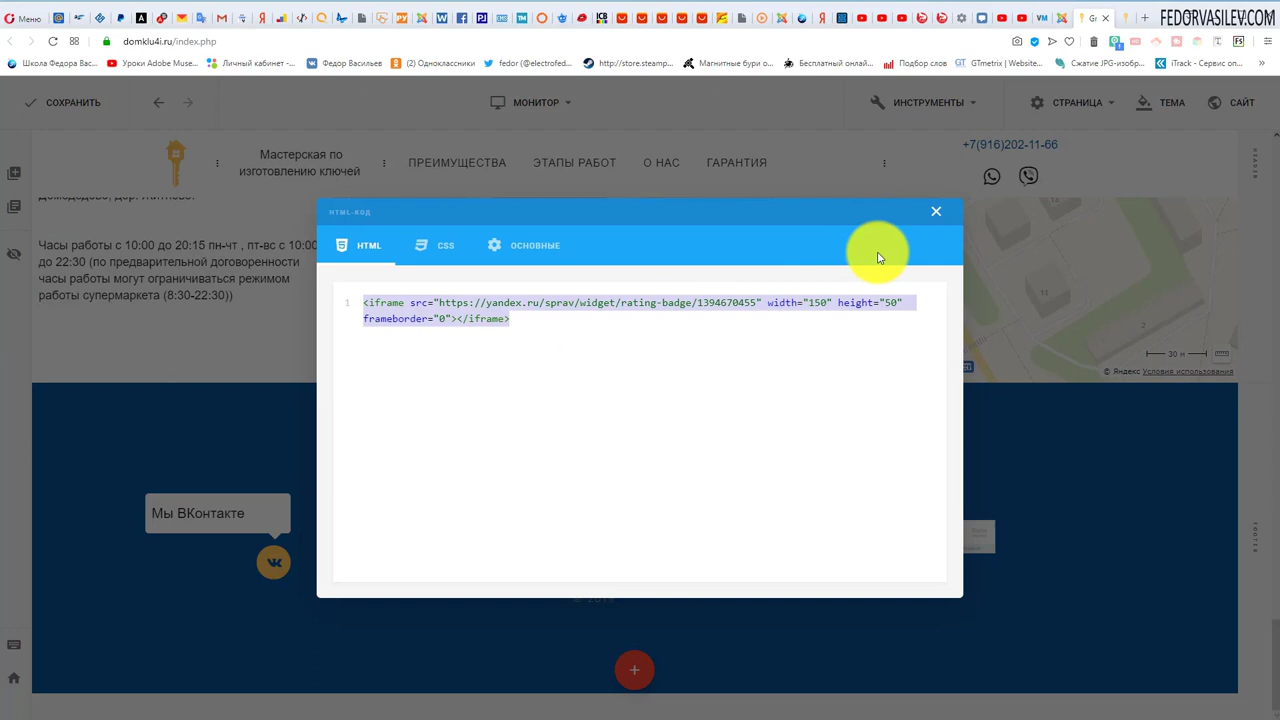 Меню
FEDORVASILEV.COM
domklu4i.ru/index.php
Школа Федора Вас...
Уроки Adobe Muse...
Личный кабинет -...
Федор Васильев
(2) Одноклассники
fedor (@electrofed...
http://store.steamp...
Магнитные бури о...
Бесплатный онлай...
Подбор слов
GTmetrix | Website...
Сжатие JPG-изобр...
iTrack - Сервис оп...
СОХРАНИТЬ
МОНИТОР
ИНСТРУМЕНТЫ
СТРАНИЦА
ТЕМА
САЙТ
Мастерская по
изготовлению ключей
ПРЕИМУЩЕСТВА
ЭТАПЫ РАБОТ
О НАС
ГАРАНТИЯ
+7(916)202-11-66
HEADER
HTML-КОД
HTML
CSS
ОСНОВНЫЕ
1 <iframe src="https://yandex.ru/sprav/widget/rating-badge/1394670455" width="150" height="50"
frameborder="0"></iframe>
Часы работы с 10:00 до 20:15 пн-чт , пт-вс с 10:00
до 22:30 (по предварительной договоренности
часы работы могут ограничиваться режимом
работы супермаркета (8:30-22:30))
30 м
© Яндекс Условия использования
Мы ВКонтакте
FOOTER
© 2019